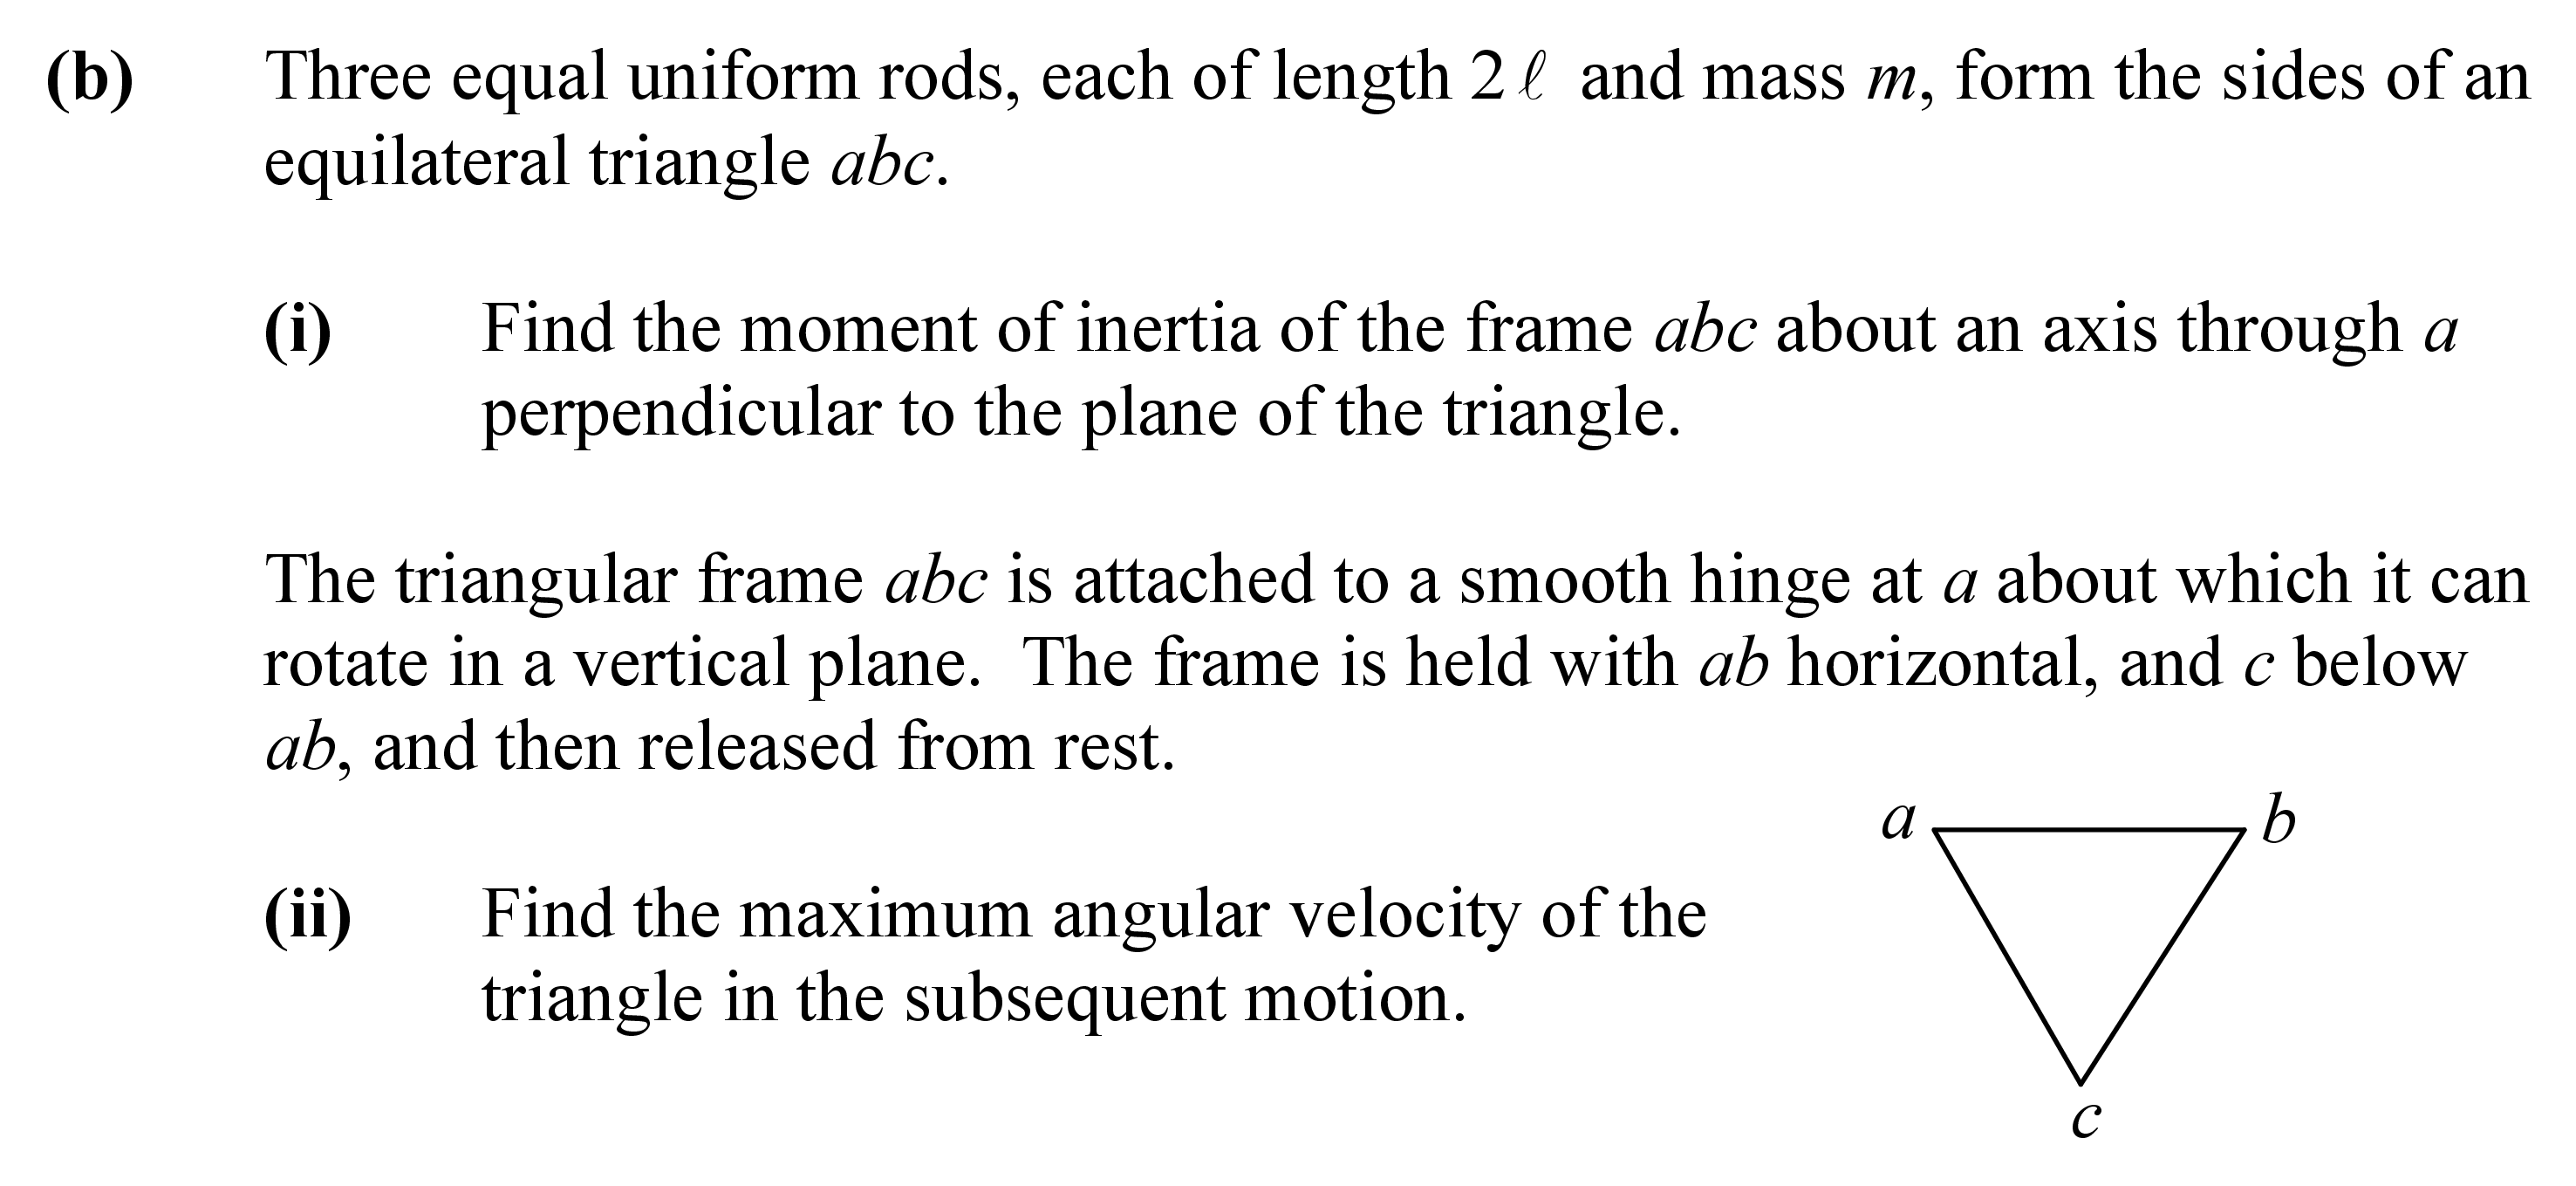 (b) Three equal uniform rods, each of length 2ℓ and mass m, form the sides of an
equilateral triangle abc.
(i) Find the moment of inertia of the frame abc about an axis through a
perpendicular to the plane of the triangle.
The triangular frame abc is attached to a smooth hinge at a about which it can
rotate in a vertical plane. The frame is held with ab horizontal, and c below
ab, and then released from rest.
(ii) Find the maximum angular velocity of the
triangle in the subsequent motion.
a b
c